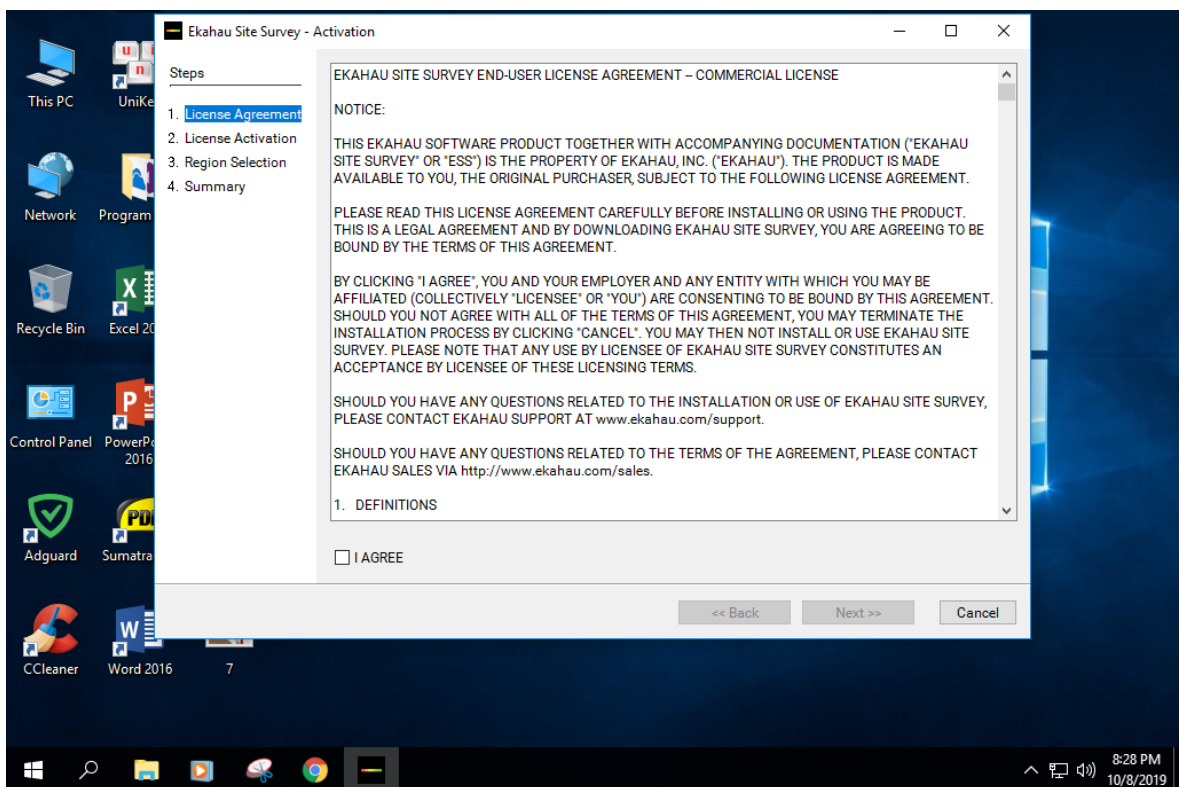 Ekahau Site Survey - Activation
Steps
1. License Agreement
2. License Activation
3. Region Selection
4. Summary
EKAHAU SITE SURVEY END-USER LICENSE AGREEMENT – COMMERCIAL LICENSE
NOTICE:
THIS EKAHAU SOFTWARE PRODUCT TOGETHER WITH ACCOMPANYING DOCUMENTATION ("EKAHAU
SITE SURVEY" OR "ESS") IS THE PROPERTY OF EKAHAU, INC. ("EKAHAU"). THE PRODUCT IS MADE
AVAILABLE TO YOU, THE ORIGINAL PURCHASER, SUBJECT TO THE FOLLOWING LICENSE AGREEMENT.
PLEASE READ THIS LICENSE AGREEMENT CAREFULLY BEFORE INSTALLING OR USING THE PRODUCT.
THIS IS A LEGAL AGREEMENT AND BY DOWNLOADING EKAHAU SITE SURVEY, YOU ARE AGREEING TO BE
BOUND BY THE TERMS OF THIS AGREEMENT.
BY CLICKING "I AGREE", YOU AND YOUR EMPLOYER AND ANY ENTITY WITH WHICH YOU MAY BE
AFFILIATED (COLLECTIVELY "LICENSEE" OR "YOU") ARE CONSENTING TO BE BOUND BY THIS AGREEMENT.
SHOULD YOU NOT AGREE WITH ALL OF THE TERMS OF THIS AGREEMENT, YOU MAY TERMINATE THE
INSTALLATION PROCESS BY CLICKING "CANCEL". YOU MAY THEN NOT INSTALL OR USE EKAHAU SITE
SURVEY. PLEASE NOTE THAT ANY USE BY LICENSEE OF EKAHAU SITE SURVEY CONSTITUTES AN
ACCEPTANCE BY LICENSEE OF THESE LICENSING TERMS.
SHOULD YOU HAVE ANY QUESTIONS RELATED TO THE INSTALLATION OR USE OF EKAHAU SITE SURVEY,
PLEASE CONTACT EKAHAU SUPPORT AT www.ekahau.com/support.
SHOULD YOU HAVE ANY QUESTIONS RELATED TO THE TERMS OF THE AGREEMENT, PLEASE CONTACT
EKAHAU SALES VIA http://www.ekahau.com/sales.
1. DEFINITIONS
I AGREE
<< Back Next >> Cancel
This PC UniKe
Network Program
Recycle Bin Excel 20
Control Panel PowerPo
2016
Adguard Sumatra
CCleaner Word 2016 7
u
n n
X
P
PD
W
8:28 PM
10/8/2019